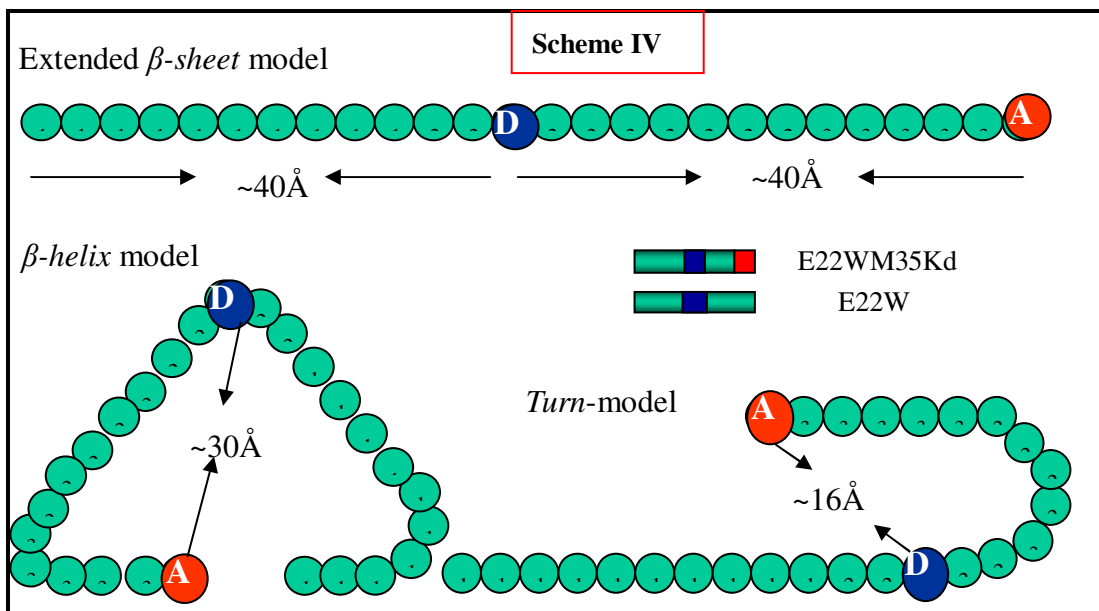 Scheme IV
Extended β-sheet model
D
A
~40Å
~40Å
β-helix model
E22WM35Kd
E22W
D
~30Å
A
Turn-model
A
~16Å
D